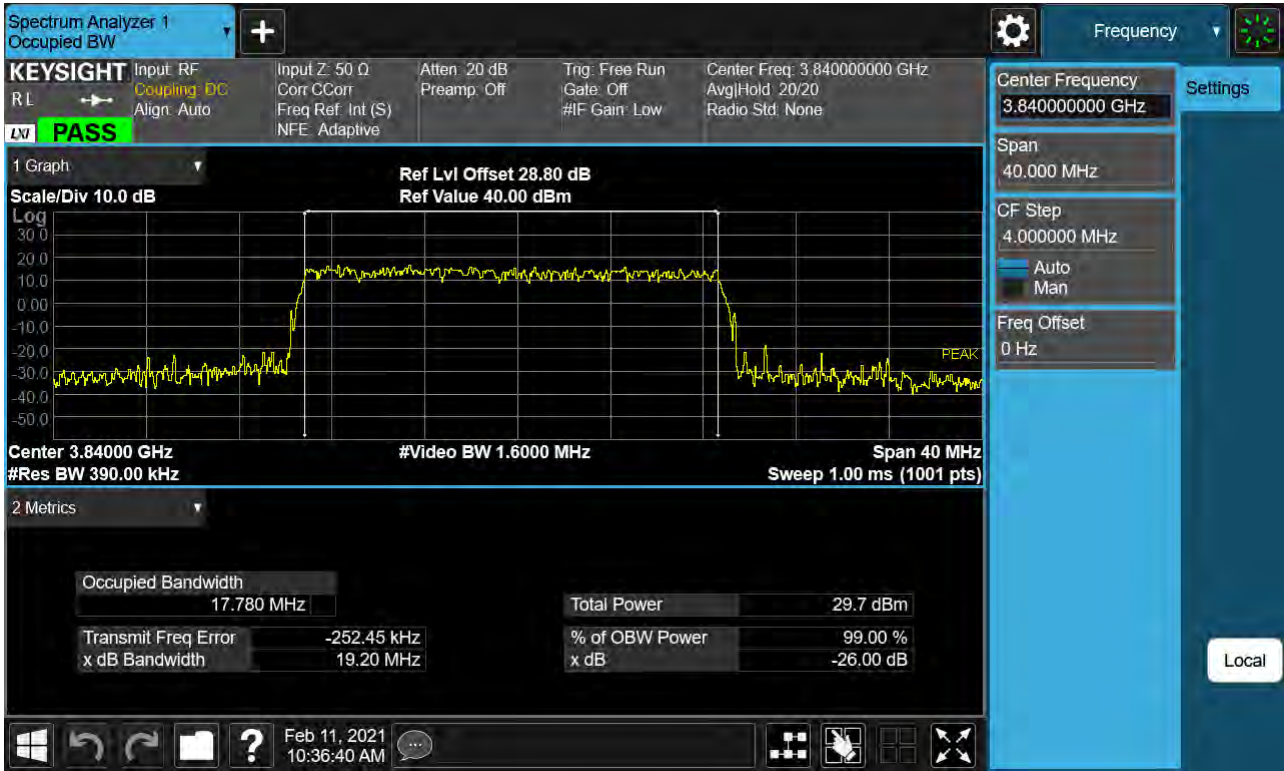 Spectrum Analyzer 1
Occupied BW
+
Frequency
KEYSIGHT
R L
LXI
PASS
Input: RF
Coupling: DC
Align: Auto
Input Z: 50 Ω
Corr CCorr
Freq Ref: Int (S)
NFE: Adaptive
Atten: 20 dB
Preamp: Off
Trig: Free Run
Gate: Off
#IF Gain: Low
Center Freq: 3.840000000 GHz
Avg|Hold: 20/20
Radio Std: None
Center Frequency
3.840000000 GHz
Settings
Span
40.000 MHz
CF Step
4.000000 MHz
Auto
Man
Freq Offset
0 Hz
1 Graph
Scale/Div 10.0 dB
Ref Lvl Offset 28.80 dB
Ref Value 40.00 dBm
Log
30.0
20.0
10.0
0.00
-10.0
-20.0
-30.0
-40.0
-50.0
PEAK
Center 3.84000 GHz
#Video BW 1.6000 MHz
Span 40 MHz
#Res BW 390.00 kHz
Sweep 1.00 ms (1001 pts)
2 Metrics
Occupied Bandwidth
17.780 MHz
Total Power 29.7 dBm
Transmit Freq Error -252.45 kHz
% of OBW Power 99.00 %
x dB Bandwidth 19.20 MHz
x dB -26.00 dB
Local
?
Feb 11, 2021
10:36:40 AM